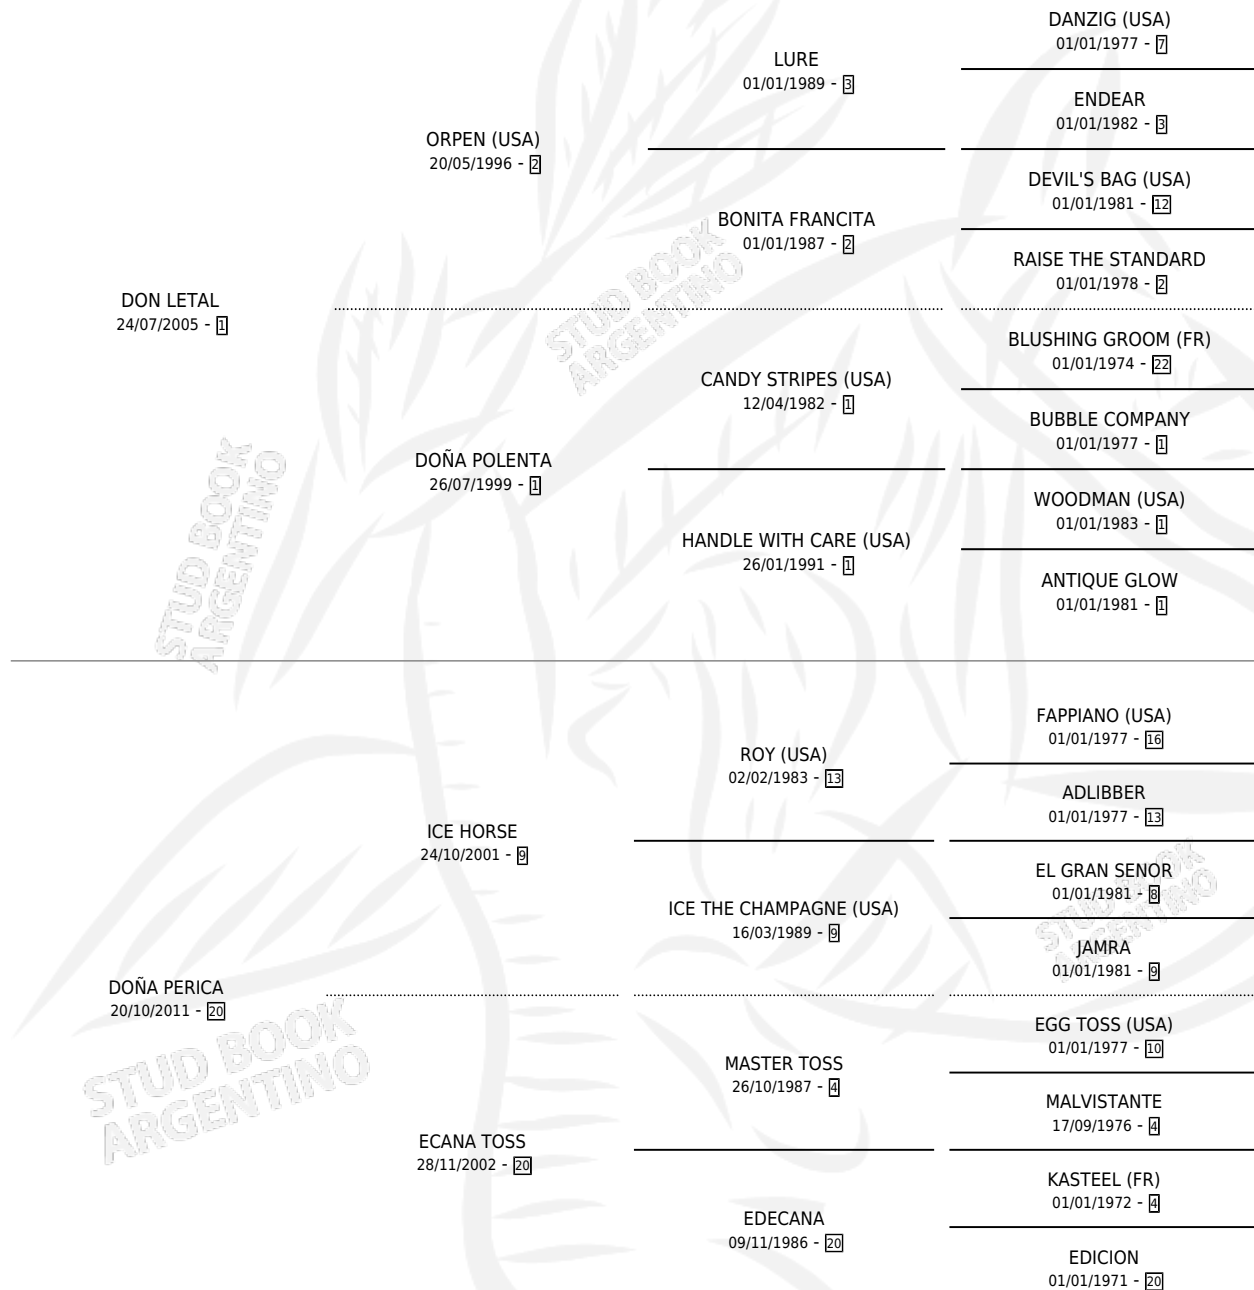 DON LETAL
24/07/2005 - 1
ORPEN (USA)
20/05/1996 - 2
LURE
01/01/1989 - 3
DANZIG (USA)
01/01/1977 - 7
ENDEAR
01/01/1982 - 3
BONITA FRANCITA
01/01/1987 - 2
DEVIL'S BAG (USA)
01/01/1981 - 12
RAISE THE STANDARD
01/01/1978 - 2
DOÑA POLENTA
26/07/1999 - 1
CANDY STRIPES (USA)
12/04/1982 - 1
BLUSHING GROOM (FR)
01/01/1974 - 22
BUBBLE COMPANY
01/01/1977 - 1
HANDLE WITH CARE (USA)
26/01/1991 - 1
WOODMAN (USA)
01/01/1983 - 1
ANTIQUE GLOW
01/01/1981 - 1
DOÑA PERICA
20/10/2011 - 20
ICE HORSE
24/10/2001 - 9
ROY (USA)
02/02/1983 - 13
FAPPIANO (USA)
01/01/1977 - 16
ADLIBBER
01/01/1977 - 13
ICE THE CHAMPAGNE (USA)
16/03/1989 - 9
EL GRAN SENOR
01/01/1981 - 8
JAMRA
01/01/1981 - 9
ECANA TOSS
28/11/2002 - 20
MASTER TOSS
26/10/1987 - 4
EGG TOSS (USA)
01/01/1977 - 10
MALVISTANTE
17/09/1976 - 4
EDECANA
09/11/1986 - 20
KASTEEL (FR)
01/01/1972 - 4
EDICION
01/01/1971 - 20
STUD BOOK
ARGENTINO
STUD BOOK
ARGENTINO
STUD BOOK
ARGENTINO
STUD BOOK
ARGENTINO